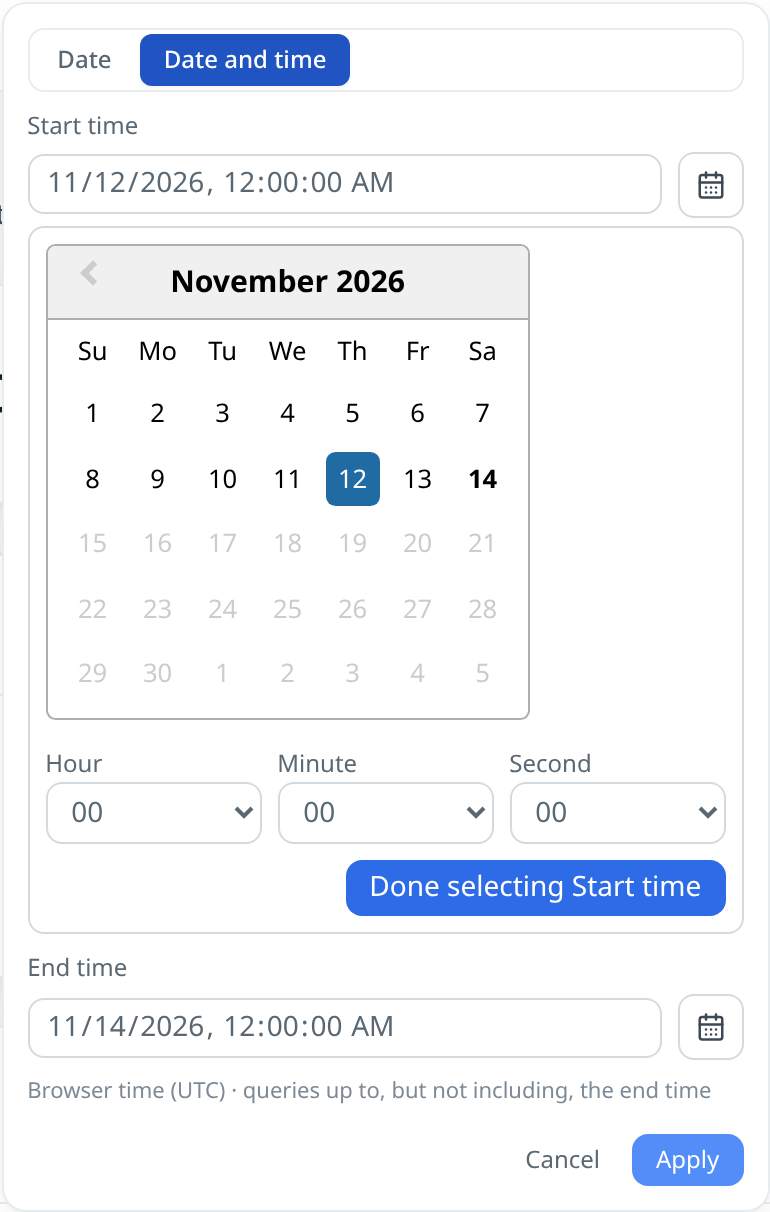 Date Date and time
Start time
11/12/2026, 12:00:00 AM
November 2026
Su Mo Tu We Th Fr Sa
1 2 3 4 5 6 7
8 9 10 11 12 13 14
15 16 17 18 19 20 21
22 23 24 25 26 27 28
29 30 1 2 3 4 5
Hour Minute Second
00 00 00
Done selecting Start time
End time
11/14/2026, 12:00:00 AM
Browser time (UTC) · queries up to, but not including, the end time
Cancel Apply